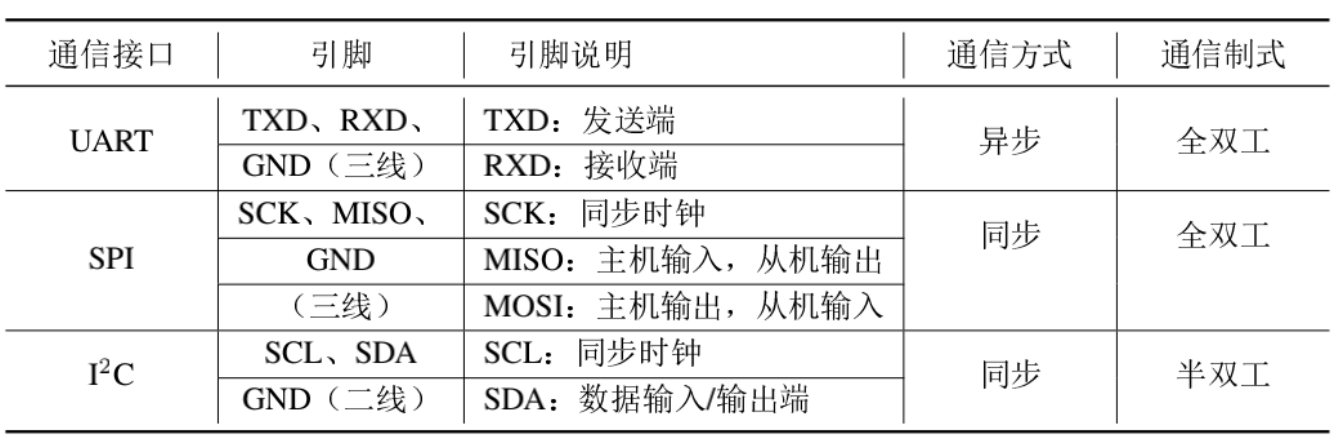 通信接口 引脚 引脚说明 通信方式 通信制式
UART TXD、RXD、 TXD：发送端 异步 全双工
GND（三线） RXD：接收端
SPI SCK、MISO、 SCK：同步时钟 同步 全双工
GND MISO：主机输入，从机输出
（三线） MOSI：主机输出，从机输入
I²C SCL、SDA SCL：同步时钟 同步 半双工
GND（二线） SDA：数据输入/输出端